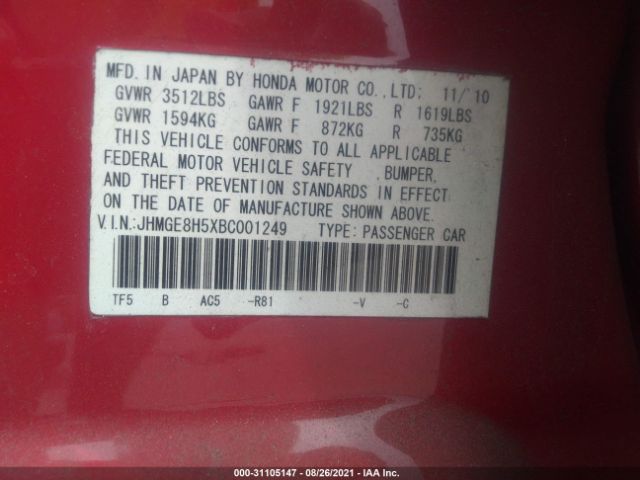 MFD. IN JAPAN BY HONDA MOTOR CO., LTD: 11/'10
GVWR 3512LBS GAWR F 1921LBS R 1619LBS
GVWR 1594KG GAWR F 872KG R 735KG
THIS VEHICLE CONFORMS TO ALL APPLICABLE
FEDERAL MOTOR VEHICLE SAFETY , BUMPER,
AND THEFT PREVENTION STANDARDS IN EFFECT
ON THE DATE OF MANUFACTURE SHOWN ABOVE.
V.I.N.:JHMGE8H5XBC001249 TYPE: PASSENGER CAR
TF5 B AC5 -R81 -V -C
000-31105147 - 08/26/2021 - IAA Inc.